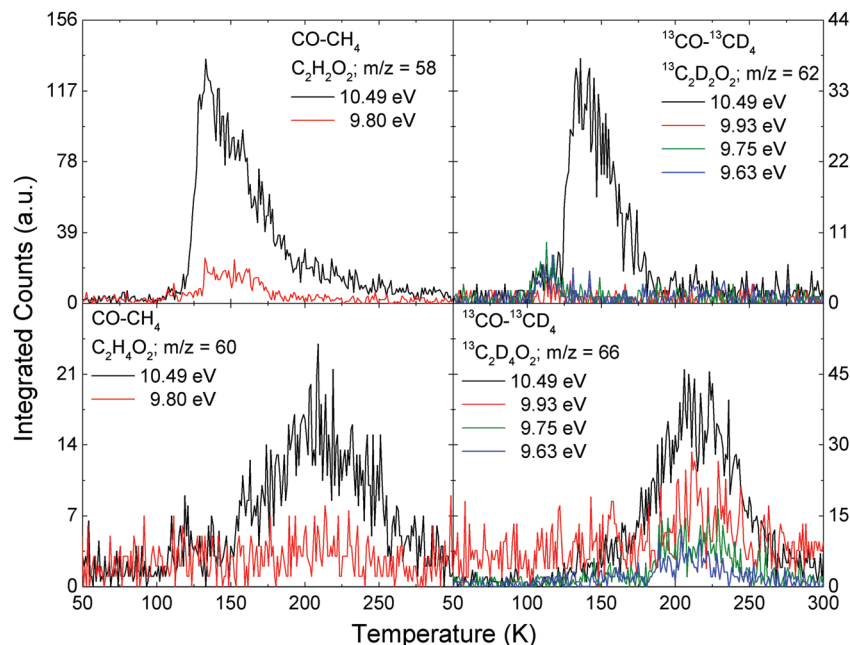 156
117
78
39
0
CO-CH₄
C₂H₂O₂; m/z = 58
10.49 eV
9.80 eV
¹³CO-¹³CD₄
¹³C₂D₂O₂; m/z = 62
10.49 eV
9.93 eV
9.75 eV
9.63 eV
44
33
22
11
0
Integrated Counts (a.u.)
21
14
7
0
CO-CH₄
C₂H₄O₂; m/z = 60
10.49 eV
9.80 eV
¹³CO-¹³CD₄
¹³C₂D₄O₂; m/z = 66
10.49 eV
9.93 eV
9.75 eV
9.63 eV
45
30
15
0
50 100 150 200 250 50 100 150 200 250 300
Temperature (K)